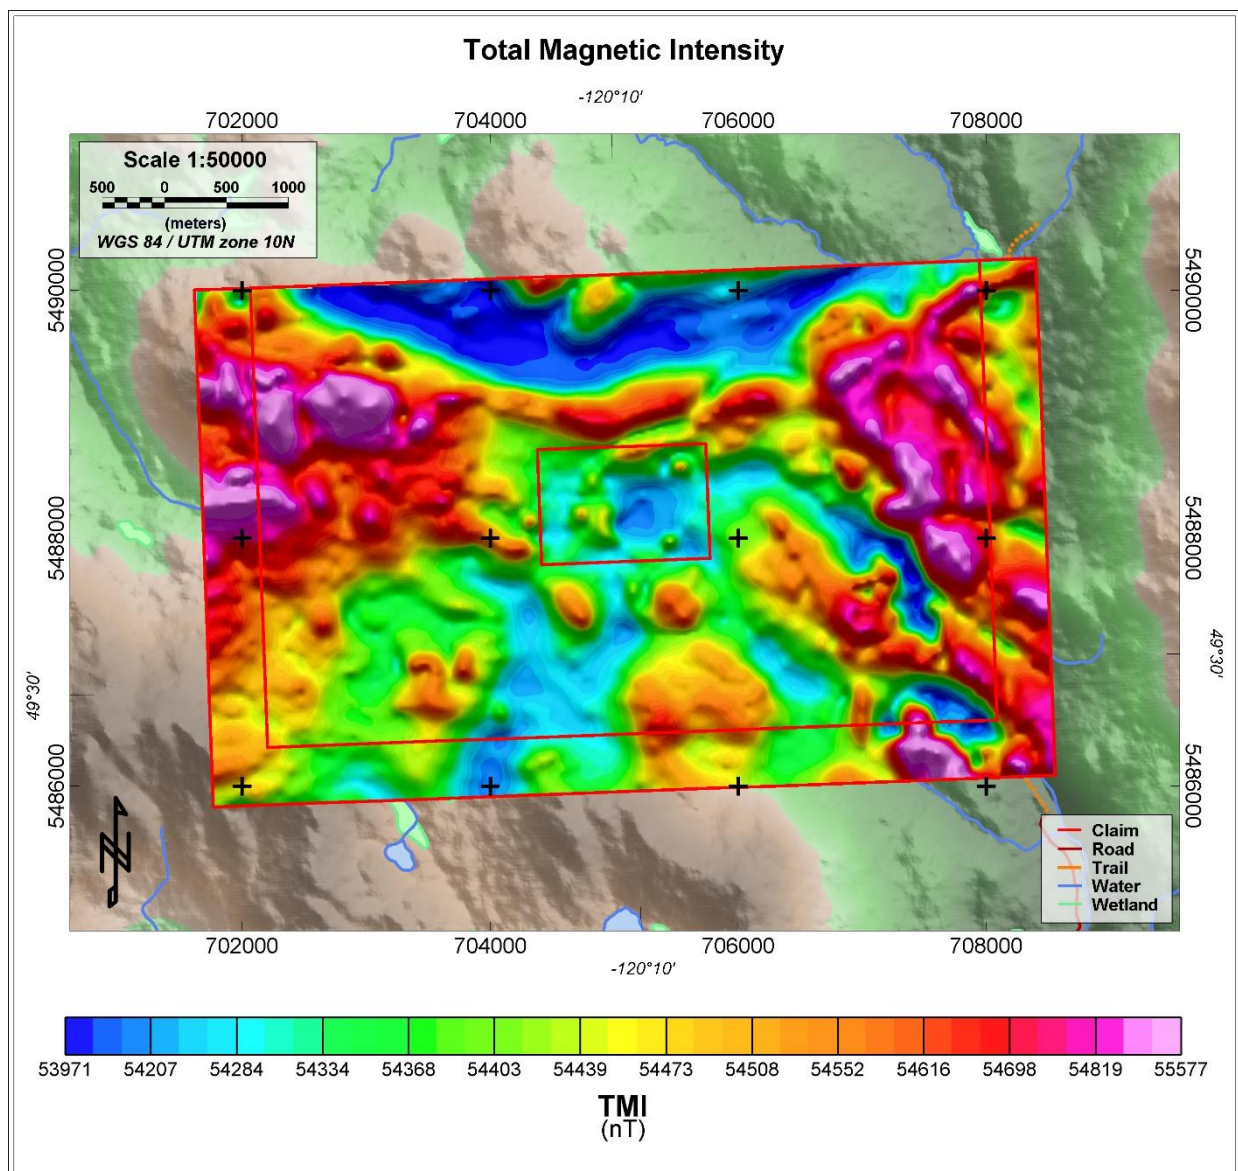 Total Magnetic Intensity
-120°10'
702000 704000 706000 708000
Scale 1:50000
500 0 500 1000
(meters)
WGS 84 / UTM zone 10N
5490000 5490000
5488000 5488000
49°30' 49°30'
5486000 5486000
Claim
Road
Trail
Water
Wetland
702000 704000 706000 708000
-120°10'
53971 54207 54284 54334 54368 54403 54439 54473 54508 54552 54616 54698 54819 55577
TMI
(nT)